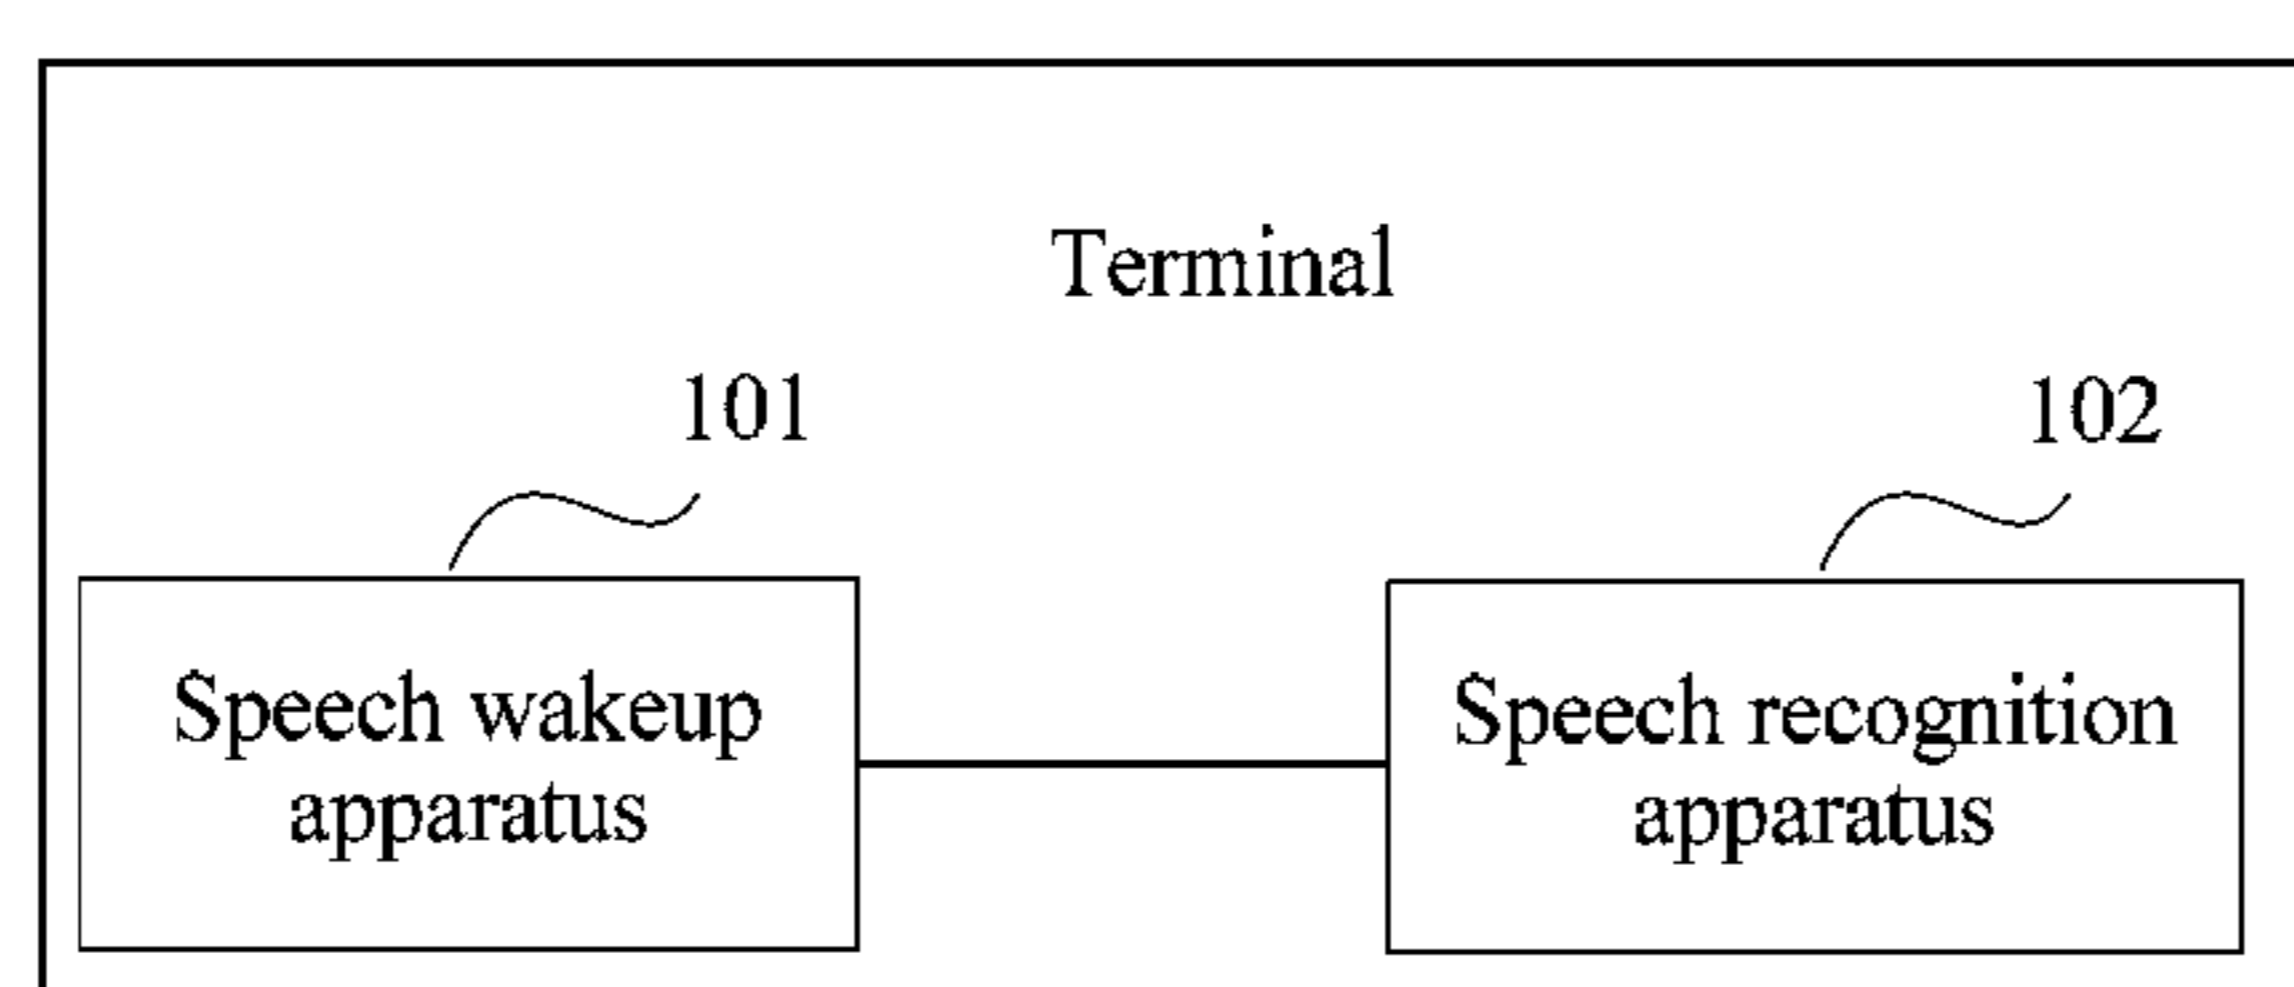 Terminal
101
102
Speech wakeup
apparatus
Speech recognition
apparatus